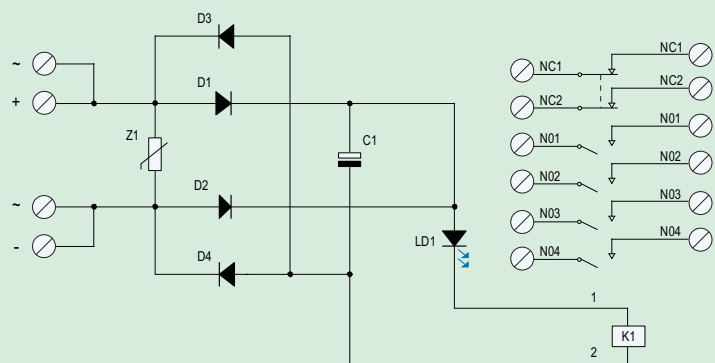 D3
~
NC1
NC1
D1
NC2
+
NC2
Z1
C1
N01
N01
D2
N02
N02
~
N03
N03
LD1
N04
-
D4
N04
1
K1
2